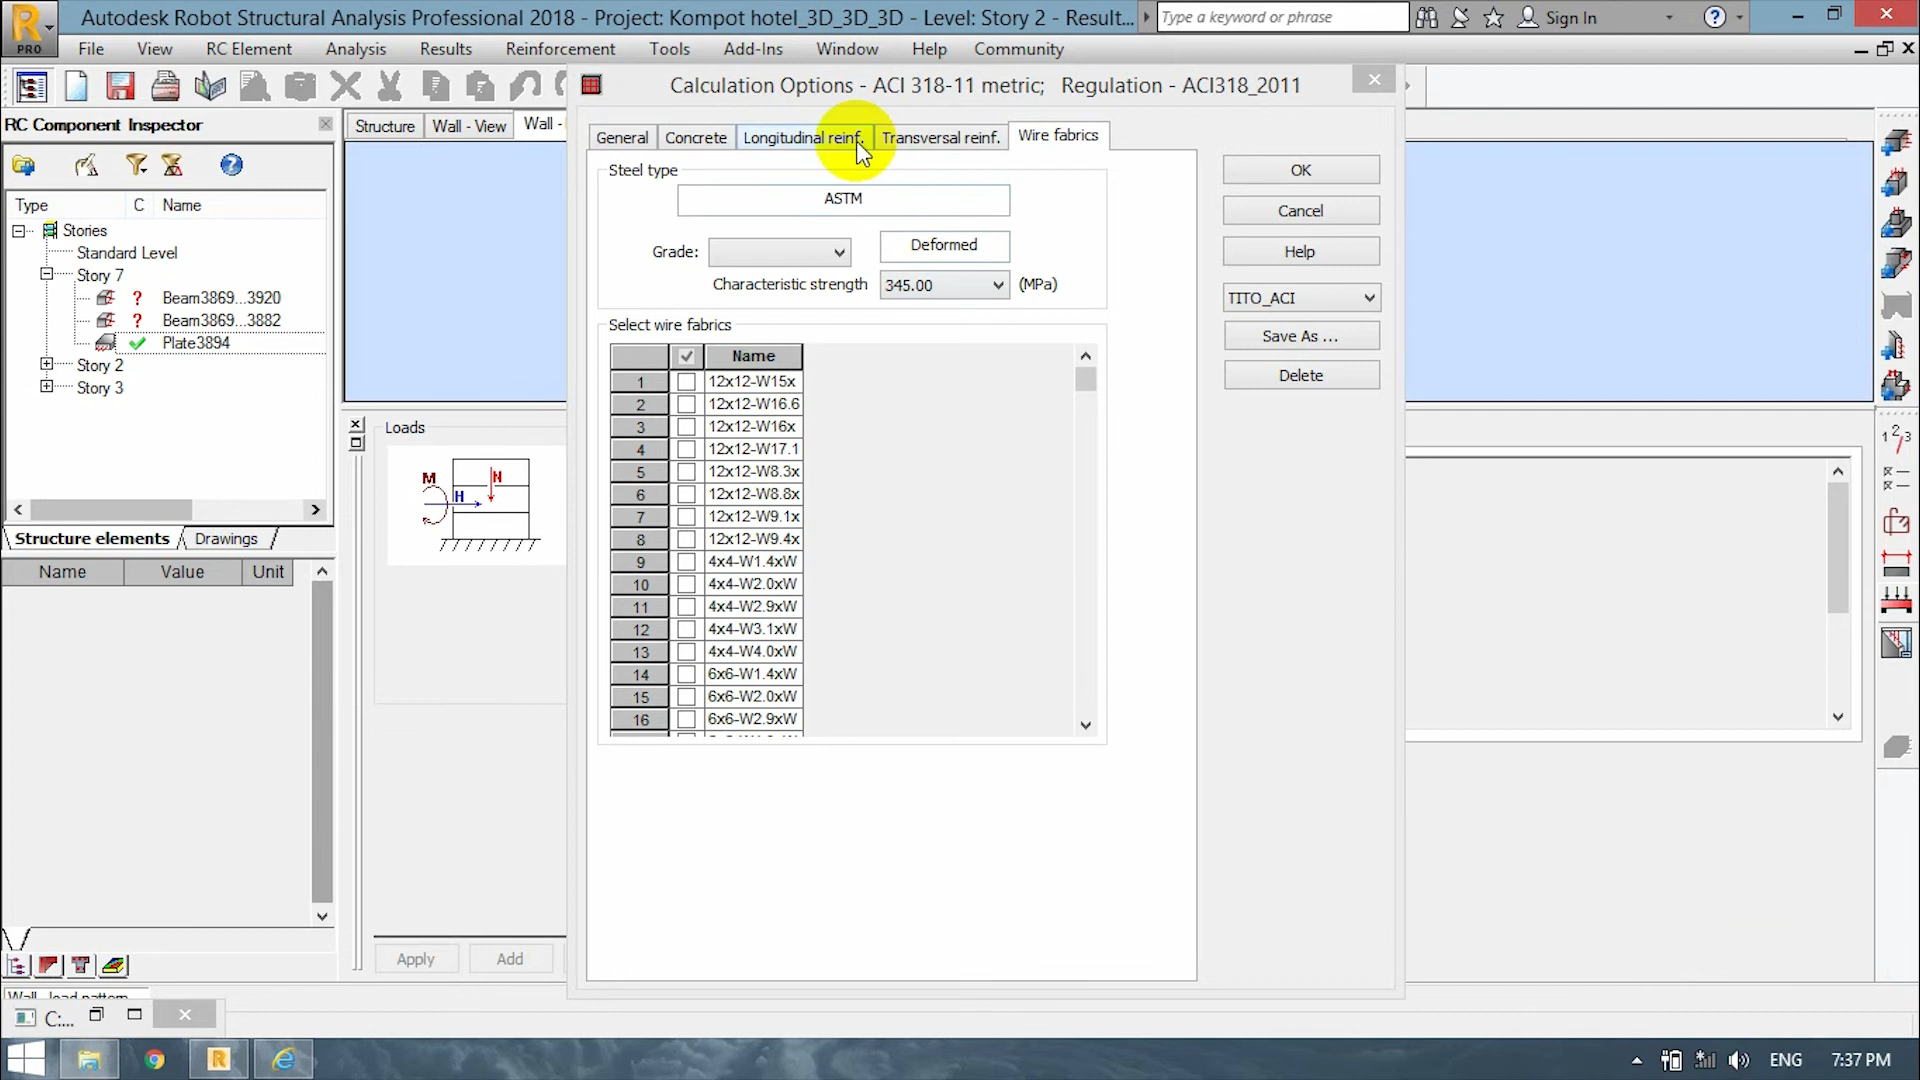 Autodesk Robot Structural Analysis Professional 2018 - Project: Kompot hotel_3D_3D_3D - Level: Story 2 - Result...
Type a keyword or phrase
Sign In
PRO
File View RC Element Analysis Results Reinforcement Tools Add-Ins Window Help Community
RC Component Inspector
Type C Name
Stories
Standard Level
Story 7
? Beam3869...3920
? Beam3869...3882
Plate3894
Story 2
Story 3
Structure elements Drawings
Name Value Unit
Structure Wall - View Wall -
Loads
M N H
Apply Add
Calculation Options - ACI 318-11 metric; Regulation - ACI318_2011
General Concrete Longitudinal reinf. Transversal reinf. Wire fabrics
Steel type
ASTM
Grade: Deformed
Characteristic strength 345.00 (MPa)
Select wire fabrics
Name
1 12x12-W15x
2 12x12-W16.6
3 12x12-W16x
4 12x12-W17.1
5 12x12-W8.3x
6 12x12-W8.8x
7 12x12-W9.1x
8 12x12-W9.4x
9 4x4-W1.4xW
10 4x4-W2.0xW
11 4x4-W2.9xW
12 4x4-W3.1xW
13 4x4-W4.0xW
14 6x6-W1.4xW
15 6x6-W2.0xW
16 6x6-W2.9xW
OK
Cancel
Help
TITO_ACI
Save As ...
Delete
C:...
ENG 7:37 PM